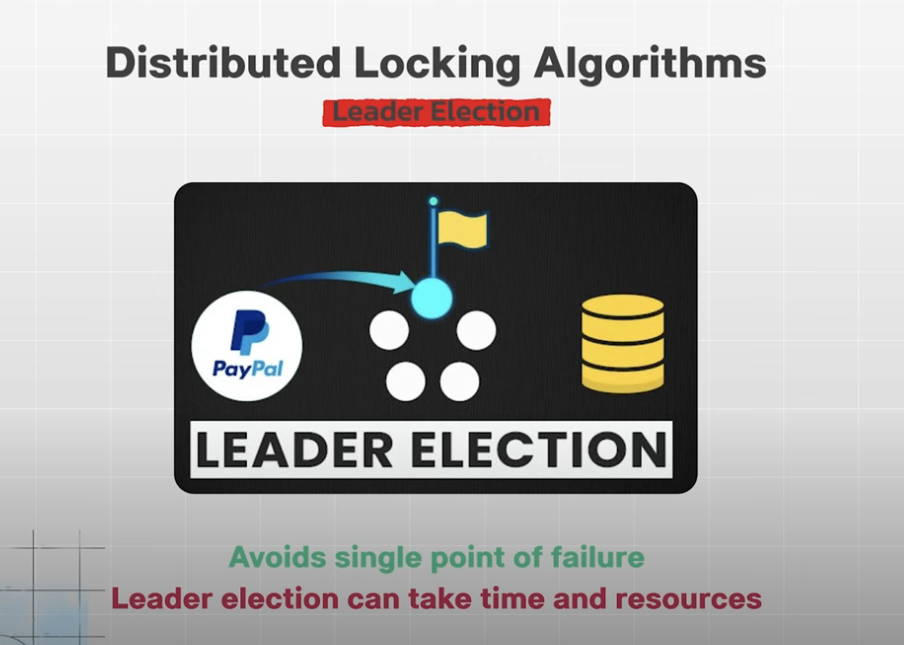 Distributed Locking Algorithms
Leader Election
PayPal
LEADER ELECTION
Avoids single point of failure
Leader election can take time and resources